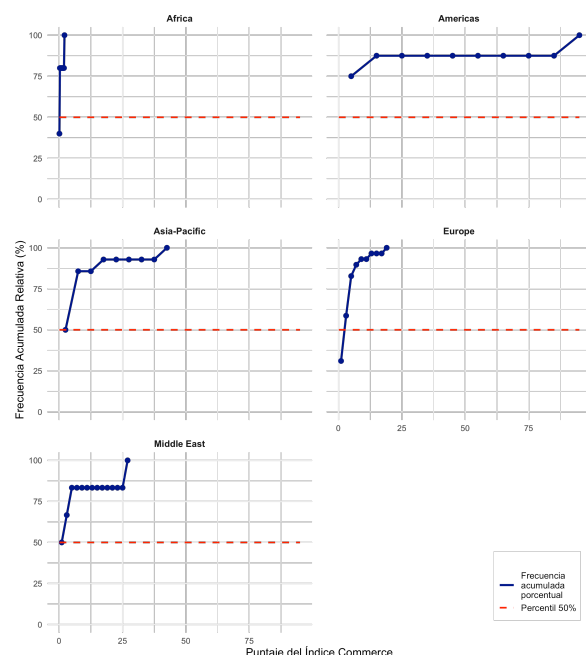 Africa
Americas
100
75
50
25
0
Asia-Pacific
Europe
100
75
50
25
0
0
25
50
75
Middle East
100
75
50
25
0
0
25
50
75
Frecuencia Acumulada Relativa (%)
Puntaje del Índice Commerce
Frecuencia
acumulada
porcentual
Percentil 50%